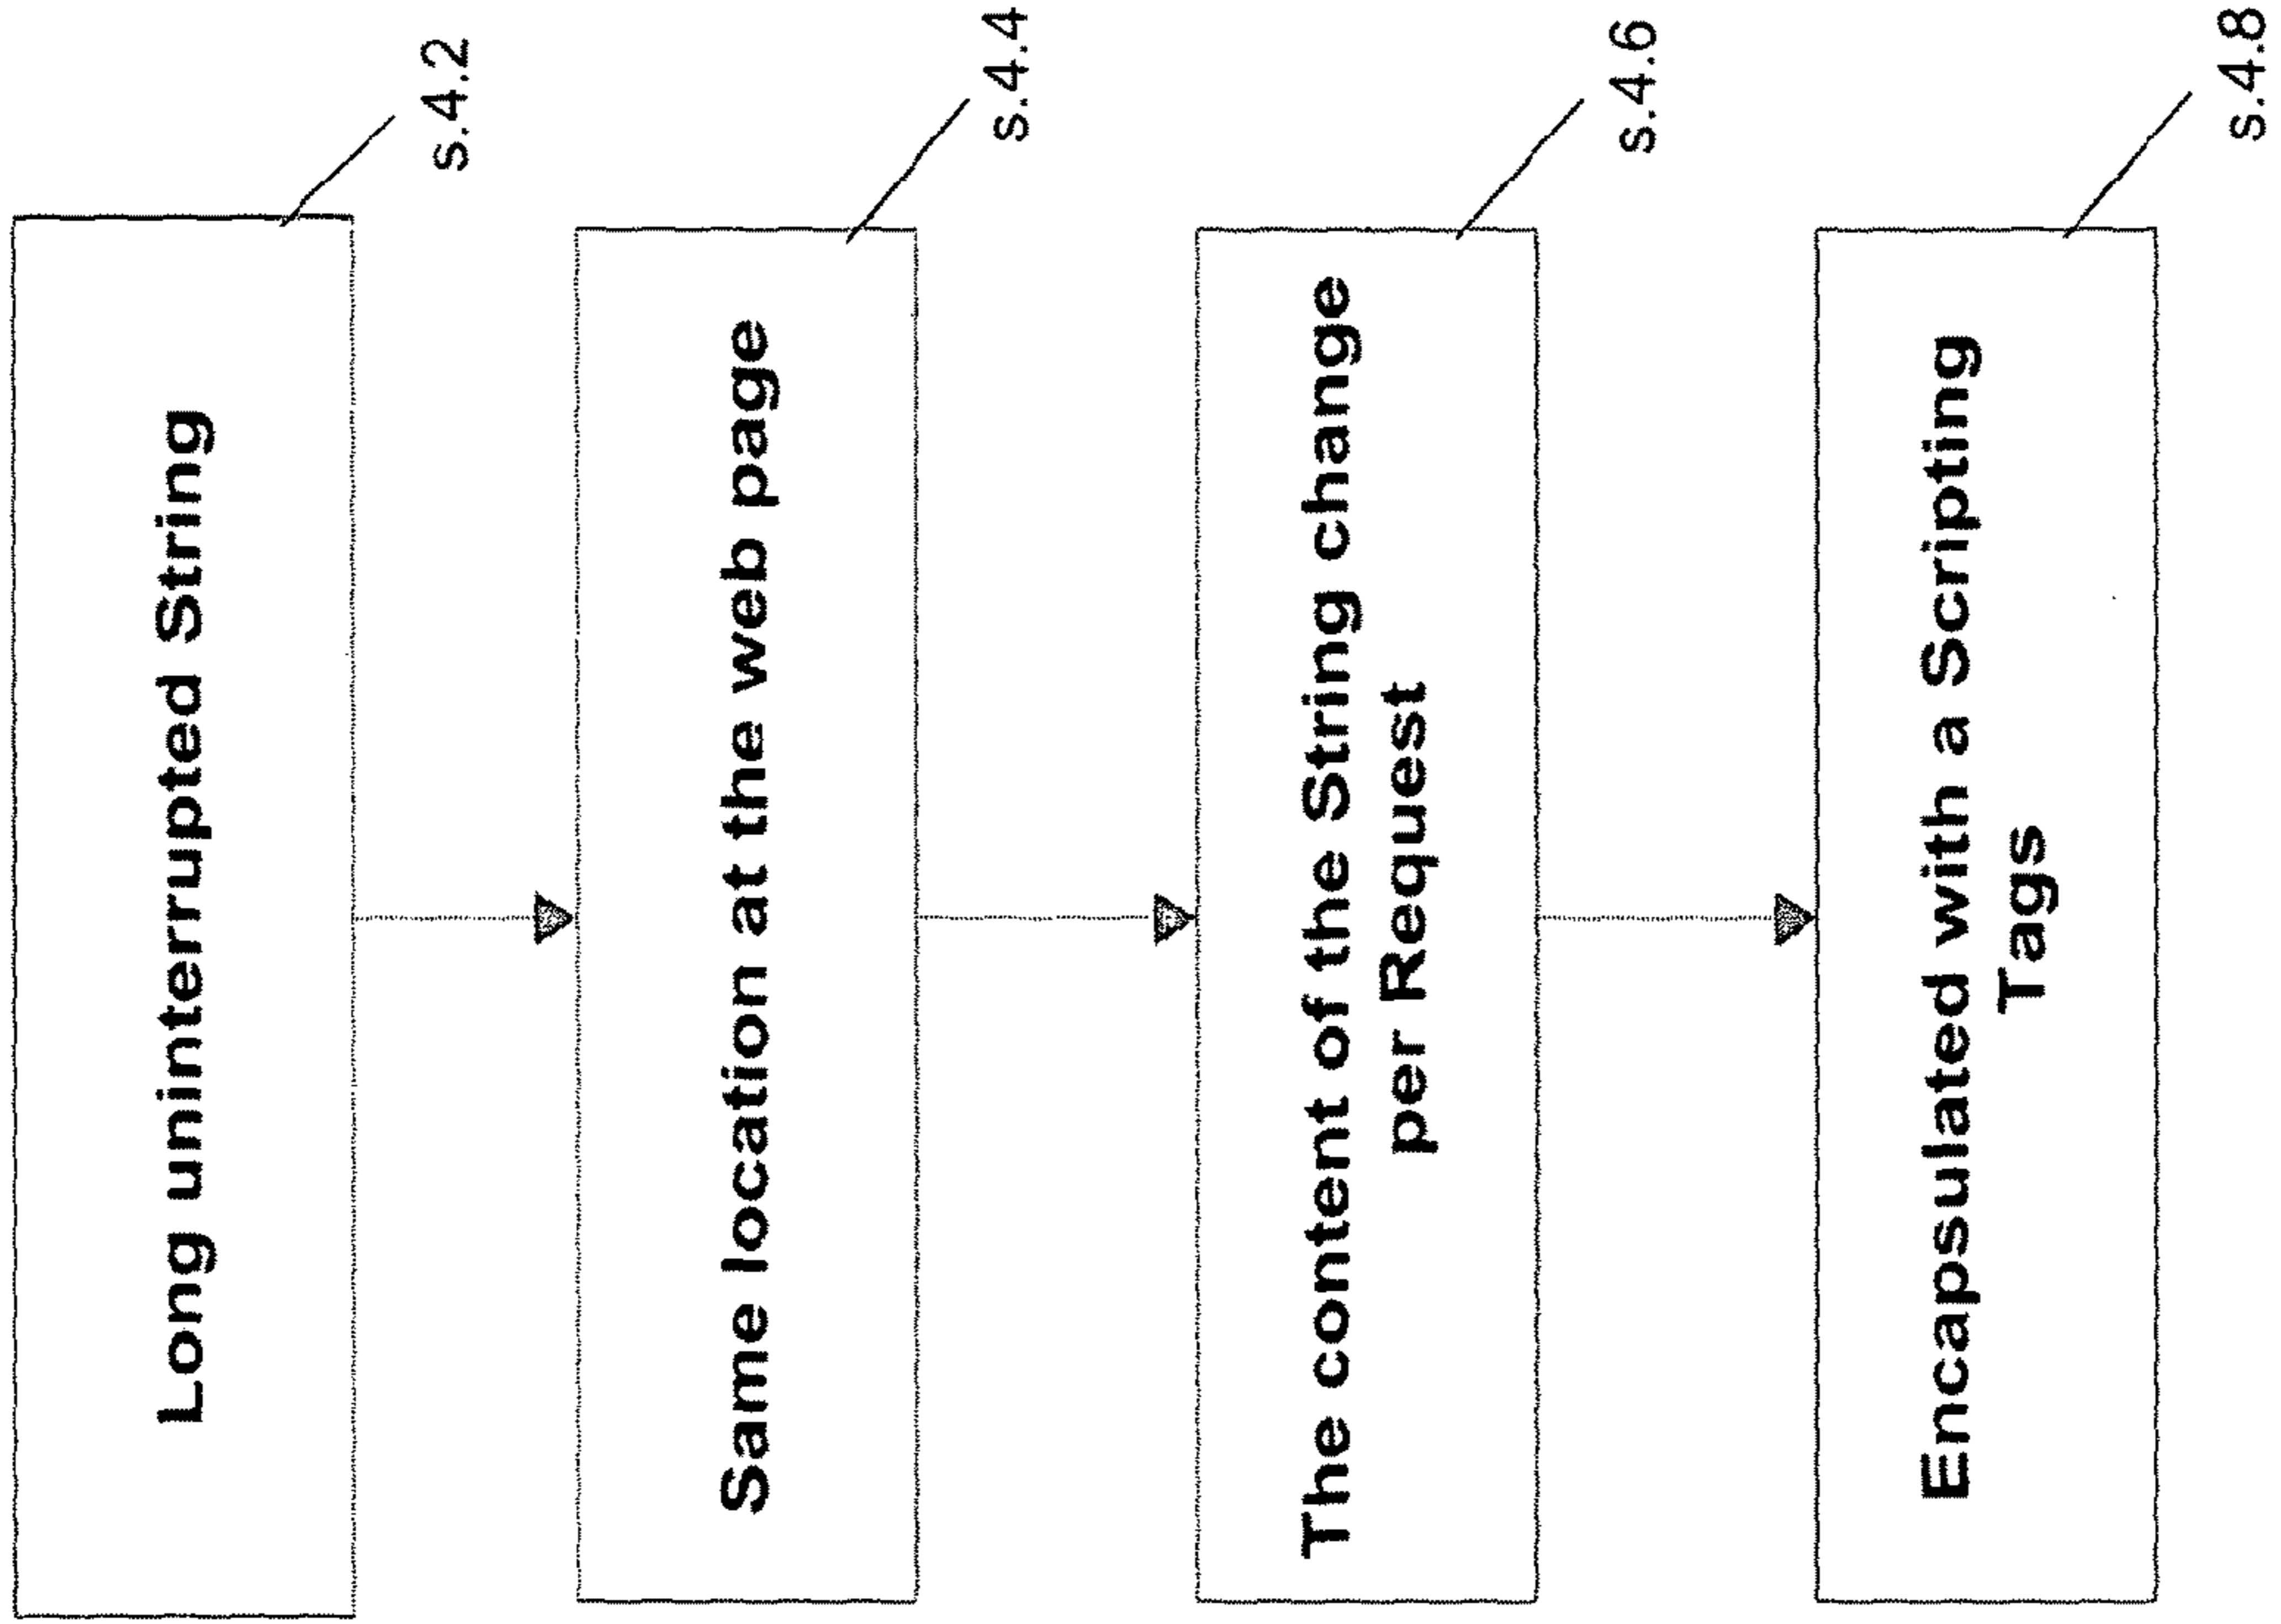 Long uninterrupted String
s.4.2
Same location at the web page
s.4.4
The content of the String change
per Request
s.4.6
Encapsulated with a Scripting
Tags
s.4.8